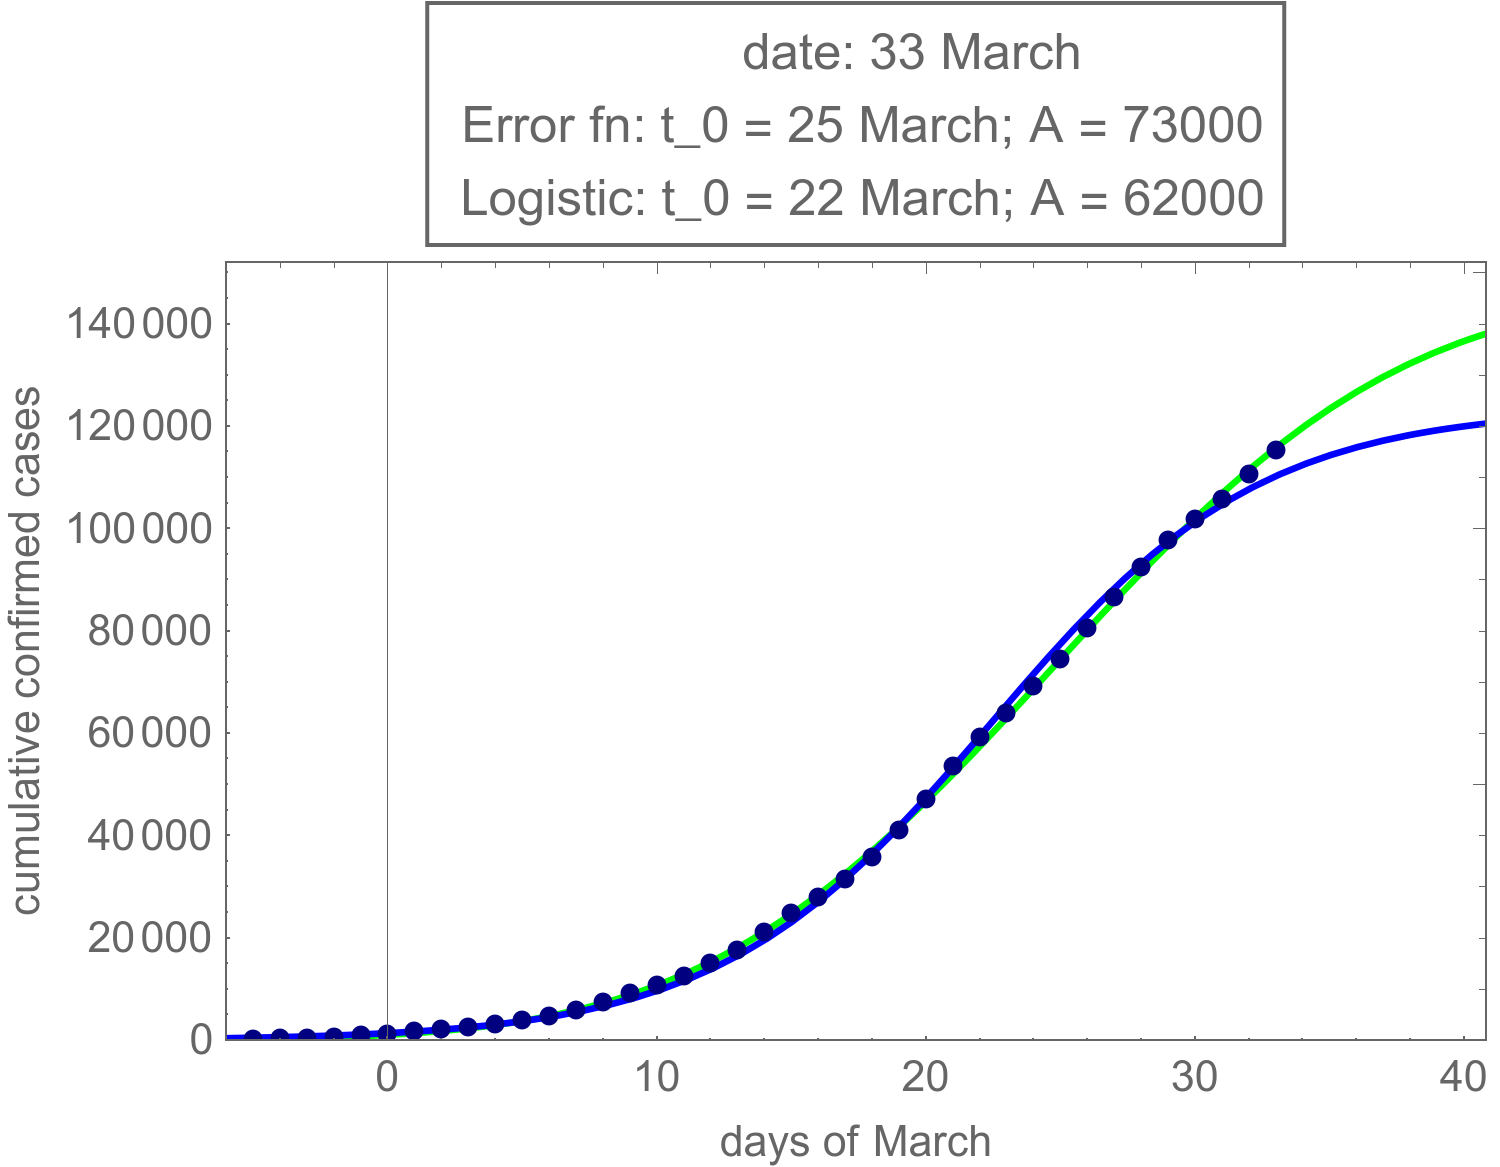 date: 33 March
Error fn: t_0 = 25 March; A = 73000
Logistic: t_0 = 22 March; A = 62000
140 000
120 000
100 000
80 000
60 000
40 000
20 000
0
cumulative confirmed cases
0 10 20 30 40
days of March